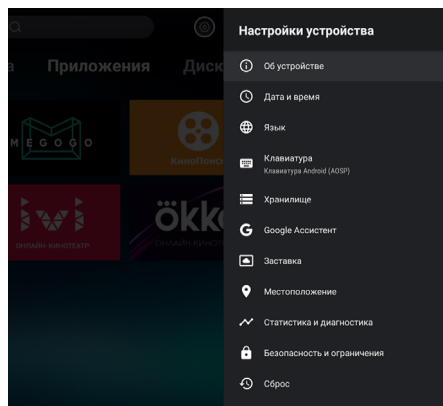 Настройки устройства
а Приложения Диск
Об устройстве
Дата и время
Язык
Клавиатура
Клавиатура Android (AOSP)
Хранилище
Google Ассистент
Заставка
Местоположение
Статистика и диагностика
Безопасность и ограничения
Сброс
MEGOGO
КиноПоиск
ivi
ОНЛАЙН-КИНОТЕАТР
ökko
ОНЛАЙН-КИНО